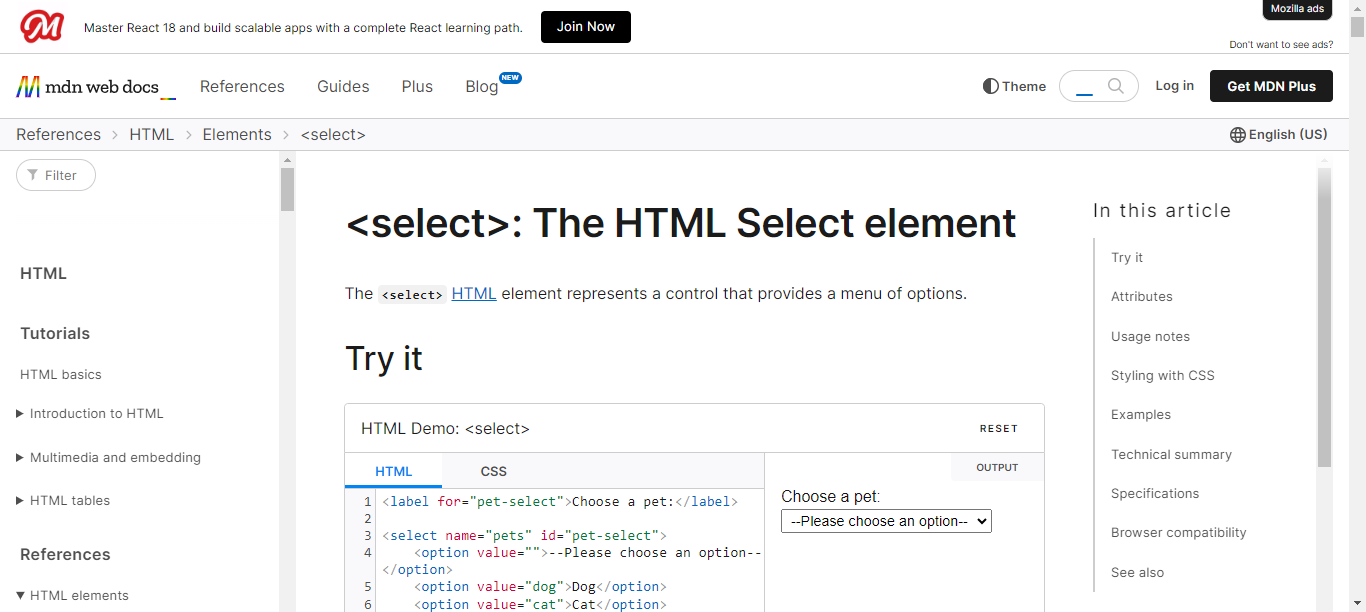 Master React 18 and build scalable apps with a complete React learning path.
Join Now
Mozilla ads
Don't want to see ads?
mdn web docs
References
Guides
Plus
Blog
NEW
Theme
Log in
Get MDN Plus
References
HTML
Elements
<select>
English (US)
Filter
HTML
Tutorials
HTML basics
Introduction to HTML
Multimedia and embedding
HTML tables
References
HTML elements
<select>: The HTML Select element
The <select> HTML element represents a control that provides a menu of options.
Try it
HTML Demo: <select>
RESET
HTML
CSS
1 <label for="pet-select">Choose a pet:</label>
2
3 <select name="pets" id="pet-select">
4 <option value="">--Please choose an option--
</option>
5 <option value="dog">Dog</option>
6 <option value="cat">Cat</option>
OUTPUT
Choose a pet:
--Please choose an option--
In this article
Try it
Attributes
Usage notes
Styling with CSS
Examples
Technical summary
Specifications
Browser compatibility
See also